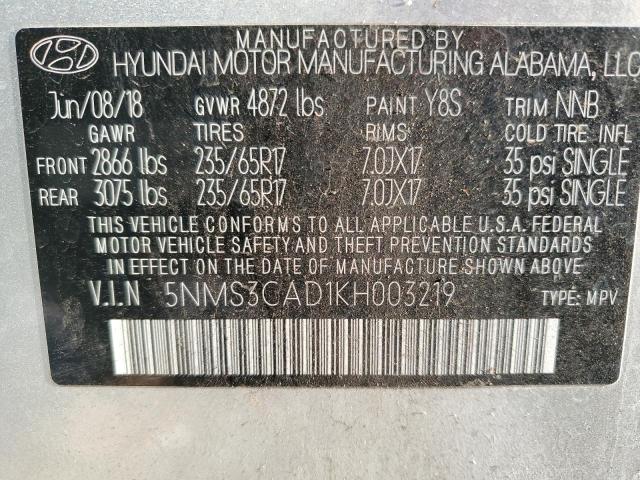 MANUFACTURED BY
HYUNDAI MOTOR MANUFACTURING ALABAMA, LLC
Jun/08/18 GVWR 4872 lbs PAINT Y8S TRIM NNB
GAWR TIRES RIMS COLD TIRE INFL
FRONT 2866 lbs 235/65R17 7.0JX17 35 psi SINGLE
REAR 3075 lbs 235/65R17 7.0JX17 35 psi SINGLE
THIS VEHICLE CONFORMS TO ALL APPLICABLE U.S.A. FEDERAL
MOTOR VEHICLE SAFETY AND THEFT PREVENTION STANDARDS
IN EFFECT ON THE DATE OF MANUFACTURE SHOWN ABOVE
V.I.N 5NMS3CAD1KH003219 TYPE: MPV